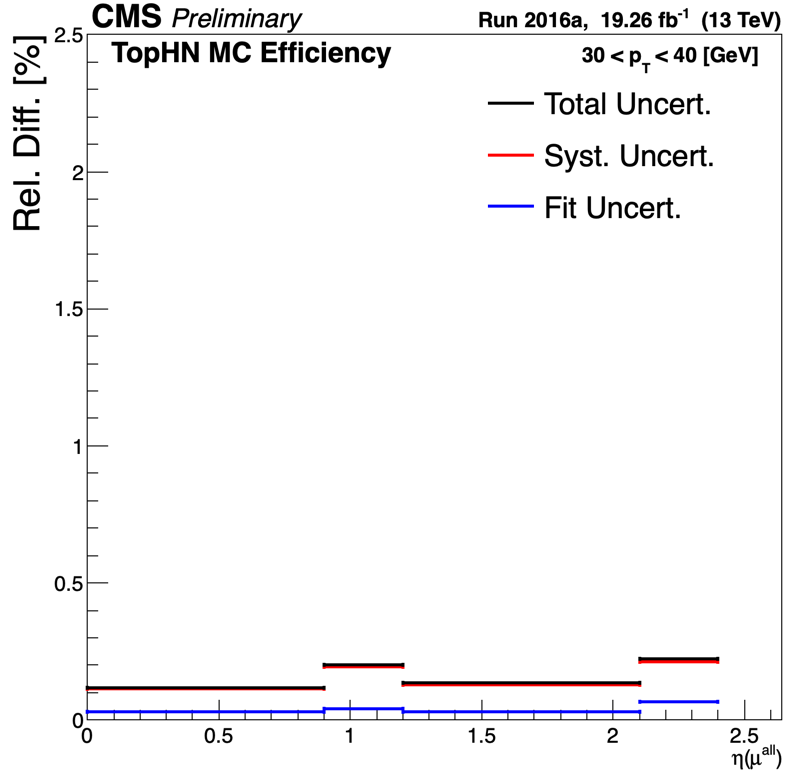 CMS Preliminary Run 2016a, 19.26 fb⁻¹ (13 TeV)
TopHN MC Efficiency 30 < p_T < 40 [GeV]
Rel. Diff. [%]
Total Uncert.
Syst. Uncert.
Fit Uncert.
2.5
2
1.5
1
0.5
0
0 0.5 1 1.5 2 2.5
η(μ^all)